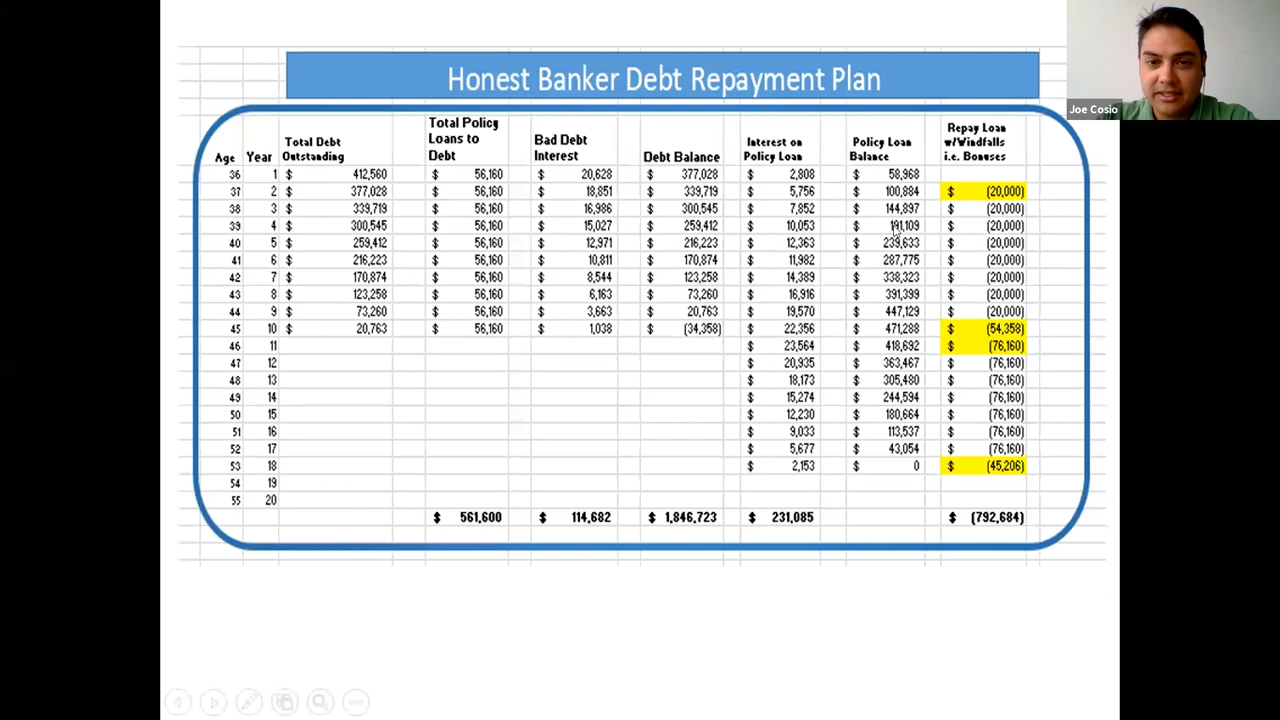 Honest Banker Debt Repayment Plan
Joe Cosio
Age Year Total Debt Outstanding Total Policy Loans to Debt Bad Debt Interest Debt Balance Interest on Policy Loan Policy Loan Balance Repay Loan w/Windfalls i.e. Bonuses
36 1 $ 412,560 $ 56,160 $ 20,628 $ 377,028 $ 2,808 $ 58,968
37 2 $ 377,028 $ 56,160 $ 18,851 $ 339,719 $ 5,756 $ 100,884 $ (20,000)
38 3 $ 339,719 $ 56,160 $ 16,986 $ 300,545 $ 7,852 $ 144,897 $ (20,000)
39 4 $ 300,545 $ 56,160 $ 15,027 $ 259,412 $ 10,053 $ 191,109 $ (20,000)
40 5 $ 259,412 $ 56,160 $ 12,971 $ 216,223 $ 12,363 $ 239,633 $ (20,000)
41 6 $ 216,223 $ 56,160 $ 10,811 $ 170,874 $ 11,982 $ 287,775 $ (20,000)
42 7 $ 170,874 $ 56,160 $ 8,544 $ 123,258 $ 14,389 $ 338,323 $ (20,000)
43 8 $ 123,258 $ 56,160 $ 6,163 $ 73,260 $ 16,916 $ 391,399 $ (20,000)
44 9 $ 73,260 $ 56,160 $ 3,663 $ 20,763 $ 19,570 $ 447,129 $ (20,000)
45 10 $ 20,763 $ 56,160 $ 1,038 $ (34,358) $ 22,356 $ 471,288 $ (54,358)
46 11 $ 23,564 $ 418,692 $ (76,160)
47 12 $ 20,935 $ 363,467 $ (76,160)
48 13 $ 18,173 $ 305,480 $ (76,160)
49 14 $ 15,274 $ 244,594 $ (76,160)
50 15 $ 12,230 $ 180,664 $ (76,160)
51 16 $ 9,033 $ 113,537 $ (76,160)
52 17 $ 5,677 $ 43,054 $ (76,160)
53 18 $ 2,153 $ 0 $ (45,206)
54 19
55 20
$ 561,600 $ 114,682 $ 1,846,723 $ 231,085 $ (792,684)